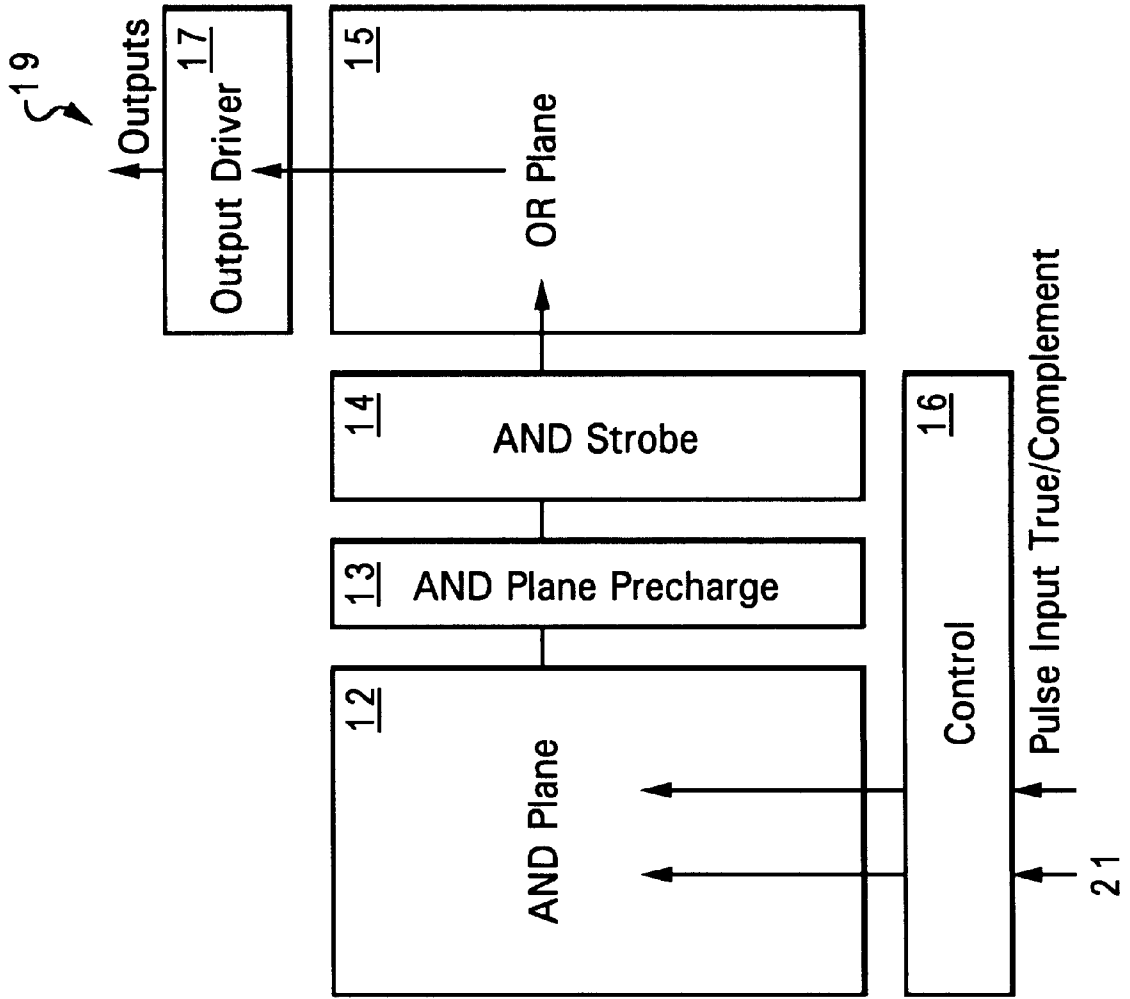 19
Outputs
17
Output Driver
15
OR Plane
14
AND Strobe
13
AND Plane Precharge
12
AND Plane
16
Control
Pulse Input True/Complement
21